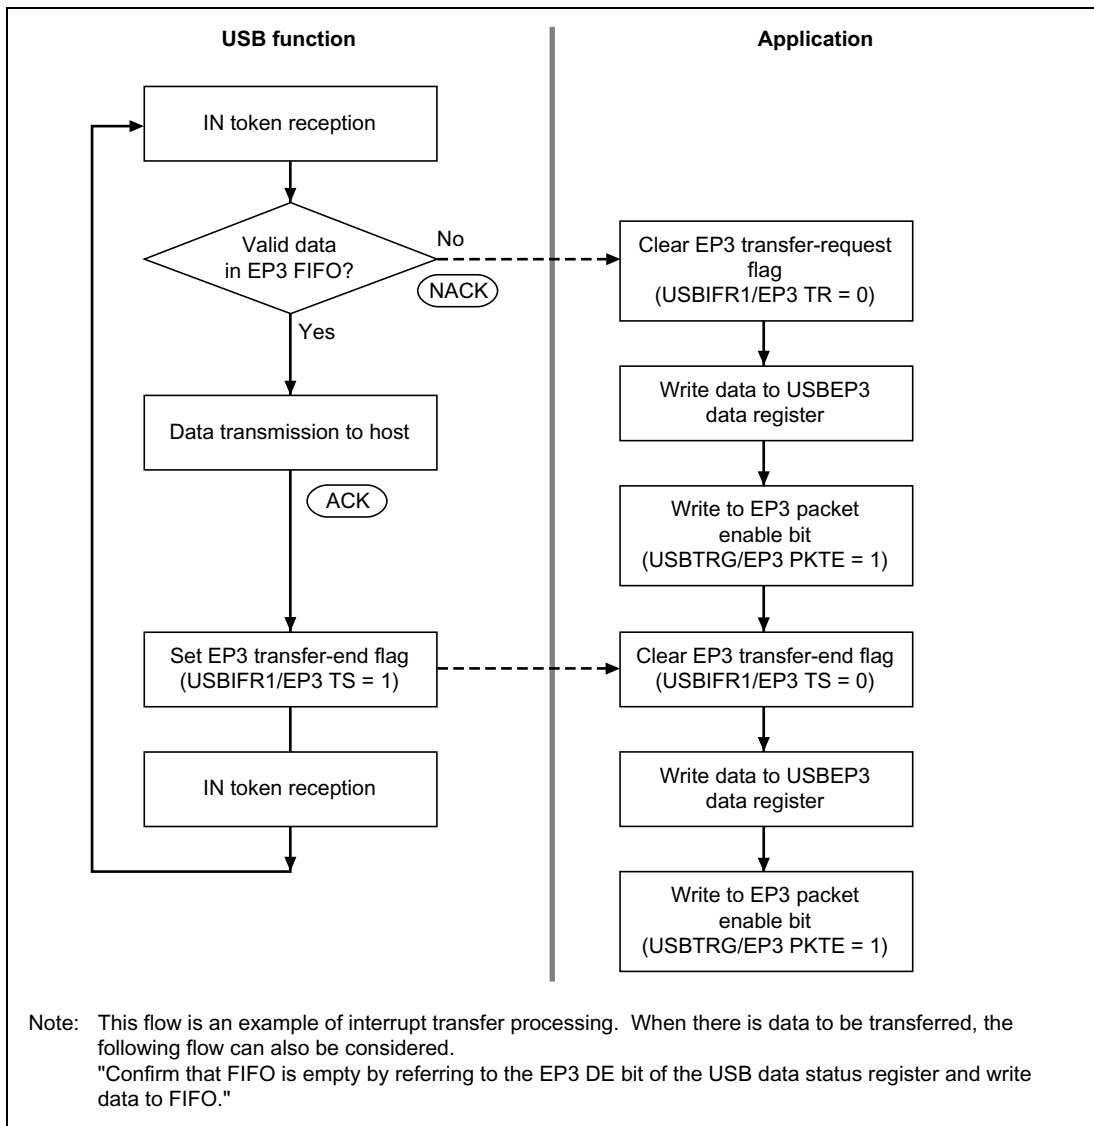 USB function
Application
IN token reception
Valid data
in EP3 FIFO?
No
NACK
Yes
Data transmission to host
ACK
Set EP3 transfer-end flag
(USBIFR1/EP3 TS = 1)
IN token reception
Clear EP3 transfer-request
flag
(USBIFR1/EP3 TR = 0)
Write data to USBEP3
data register
Write to EP3 packet
enable bit
(USBTRG/EP3 PKTE = 1)
Clear EP3 transfer-end flag
(USBIFR1/EP3 TS = 0)
Write data to USBEP3
data register
Write to EP3 packet
enable bit
(USBTRG/EP3 PKTE = 1)
Note: This flow is an example of interrupt transfer processing. When there is data to be transferred, the
following flow can also be considered.
"Confirm that FIFO is empty by referring to the EP3 DE bit of the USB data status register and write
data to FIFO."